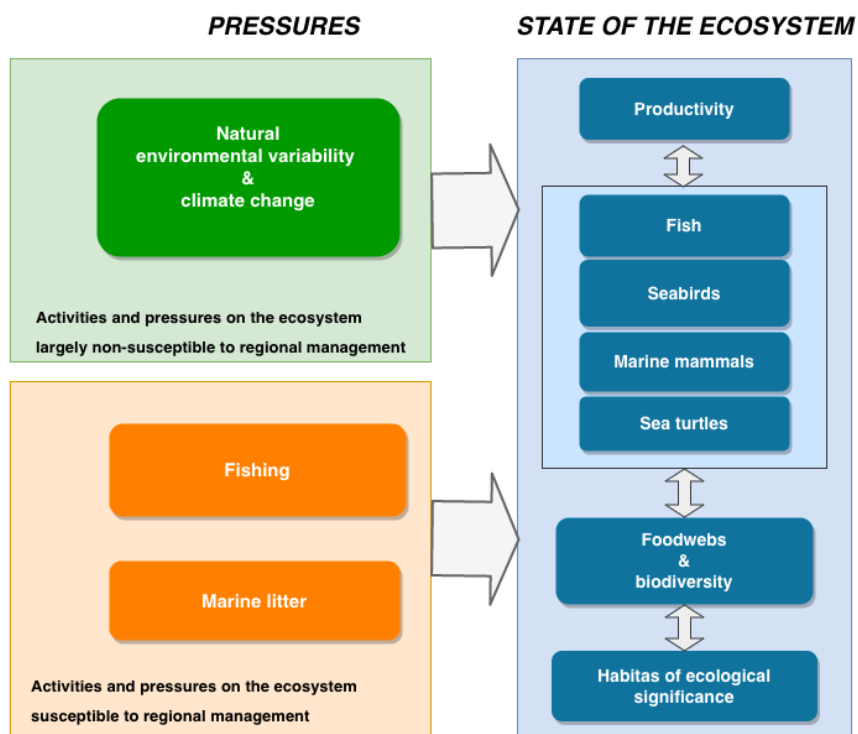 PRESSURES
STATE OF THE ECOSYSTEM
Natural
environmental variability
&
climate change
Activities and pressures on the ecosystem
largely non-susceptible to regional management
Fishing
Marine litter
Activities and pressures on the ecosystem
susceptible to regional management
Productivity
Fish
Seabirds
Marine mammals
Sea turtles
Foodwebs
&
biodiversity
Habitas of ecological
significance